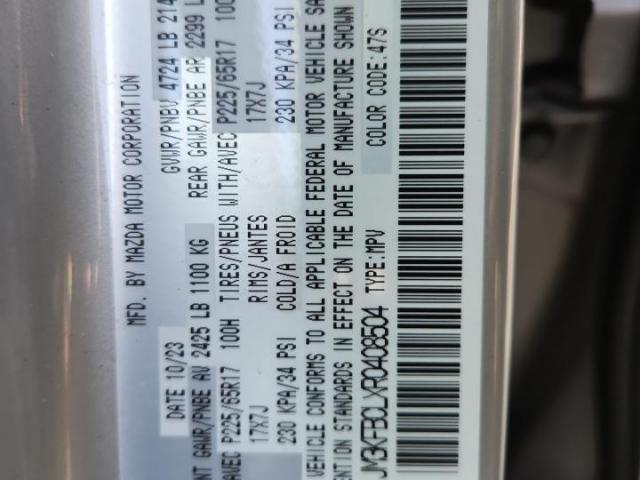 MFD. BY MAZDA MOTOR CORPORATION
DATE 10/23 GVWR/PNBV 4724 LB 214
NT GAWR/PNBE AV 2425 LB 1100 KG REAR GAWR/PNBE AR 2299 L
AVEC P225/65R17 100H TIRES/PNEUS WITH/AVEC P225/65R17 100
17X7J RIMS/JANTES 17X7J
230 KPA/34 PSI COLD/A FROID 230 KPA/34 PSI
VEHICLE CONFORMS TO ALL APPLICABLE FEDERAL MOTOR VEHICLE SA
ION STANDARDS IN EFFECT ON THE DATE OF MANUFACTURE SHOWN
JM3KFBCLXR0408504 TYPE:MPV COLOR CODE:47S